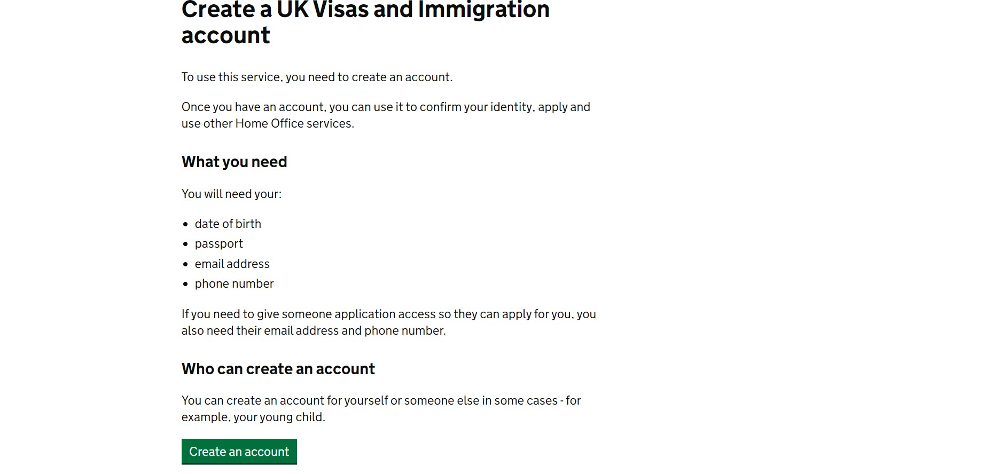 Create a UK Visas and Immigration
account
To use this service, you need to create an account.
Once you have an account, you can use it to confirm your identity, apply and
use other Home Office services.
What you need
You will need your:
• date of birth
• passport
• email address
• phone number
If you need to give someone application access so they can apply for you, you
also need their email address and phone number.
Who can create an account
You can create an account for yourself or someone else in some cases - for
example, your young child.
Create an account